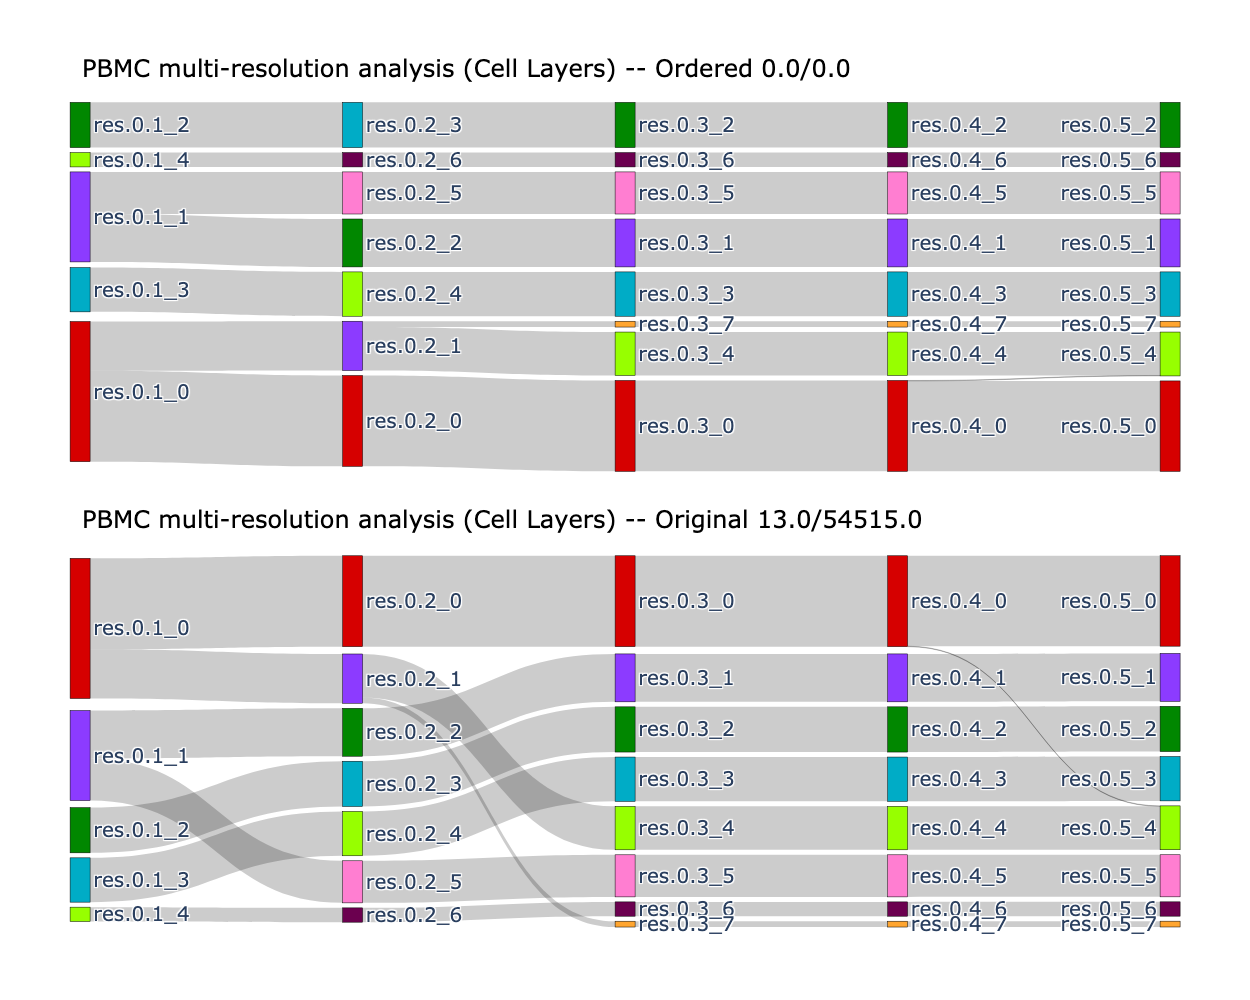 PBMC multi-resolution analysis (Cell Layers) -- Ordered 0.0/0.0
res.0.1_2 res.0.2_3 res.0.3_2 res.0.4_2 res.0.5_2
res.0.1_4 res.0.2_6 res.0.3_6 res.0.4_6 res.0.5_6
res.0.2_5 res.0.3_5 res.0.4_5 res.0.5_5
res.0.1_1
res.0.2_2 res.0.3_1 res.0.4_1 res.0.5_1
res.0.1_3 res.0.2_4 res.0.3_3 res.0.4_3 res.0.5_3
res.0.3_7 res.0.4_7 res.0.5_7
res.0.2_1 res.0.3_4 res.0.4_4 res.0.5_4
res.0.1_0
res.0.2_0 res.0.3_0 res.0.4_0 res.0.5_0
PBMC multi-resolution analysis (Cell Layers) -- Original 13.0/54515.0
res.0.2_0 res.0.3_0 res.0.4_0 res.0.5_0
res.0.1_0
res.0.2_1 res.0.3_1 res.0.4_1 res.0.5_1
res.0.2_2 res.0.3_2 res.0.4_2 res.0.5_2
res.0.1_1
res.0.2_3 res.0.3_3 res.0.4_3 res.0.5_3
res.0.1_2 res.0.2_4 res.0.3_4 res.0.4_4 res.0.5_4
res.0.1_3 res.0.2_5 res.0.3_5 res.0.4_5 res.0.5_5
res.0.1_4 res.0.2_6 res.0.3_6 res.0.4_6 res.0.5_6
res.0.3_7 res.0.4_7 res.0.5_7